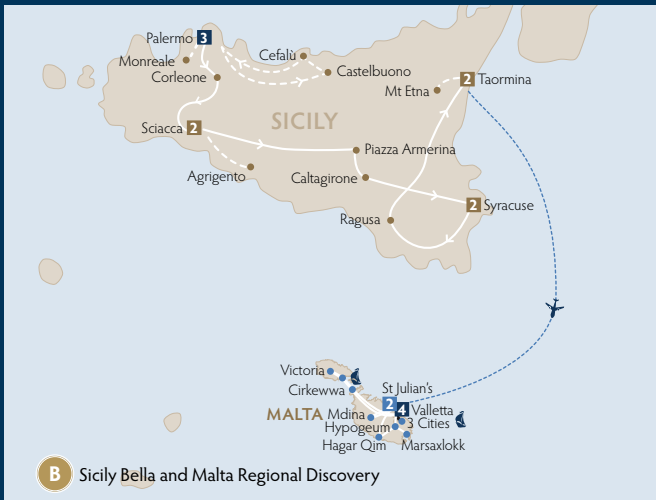 Palermo 3
Monreale
Cefalù
Corleone
Castelbuono
Mt Etna
2 Taormina
SICILY
Sciacca 2
Piazza Armerina
Agrigento
Caltagirone
2 Syracuse
Ragusa
Victoria
St Julian's
Cirkewwa
2
4 Valletta
MALTA
Mdina
3 Cities
Hypogeum
Hagar Qim
Marsaxlokk
B Sicily Bella and Malta Regional Discovery